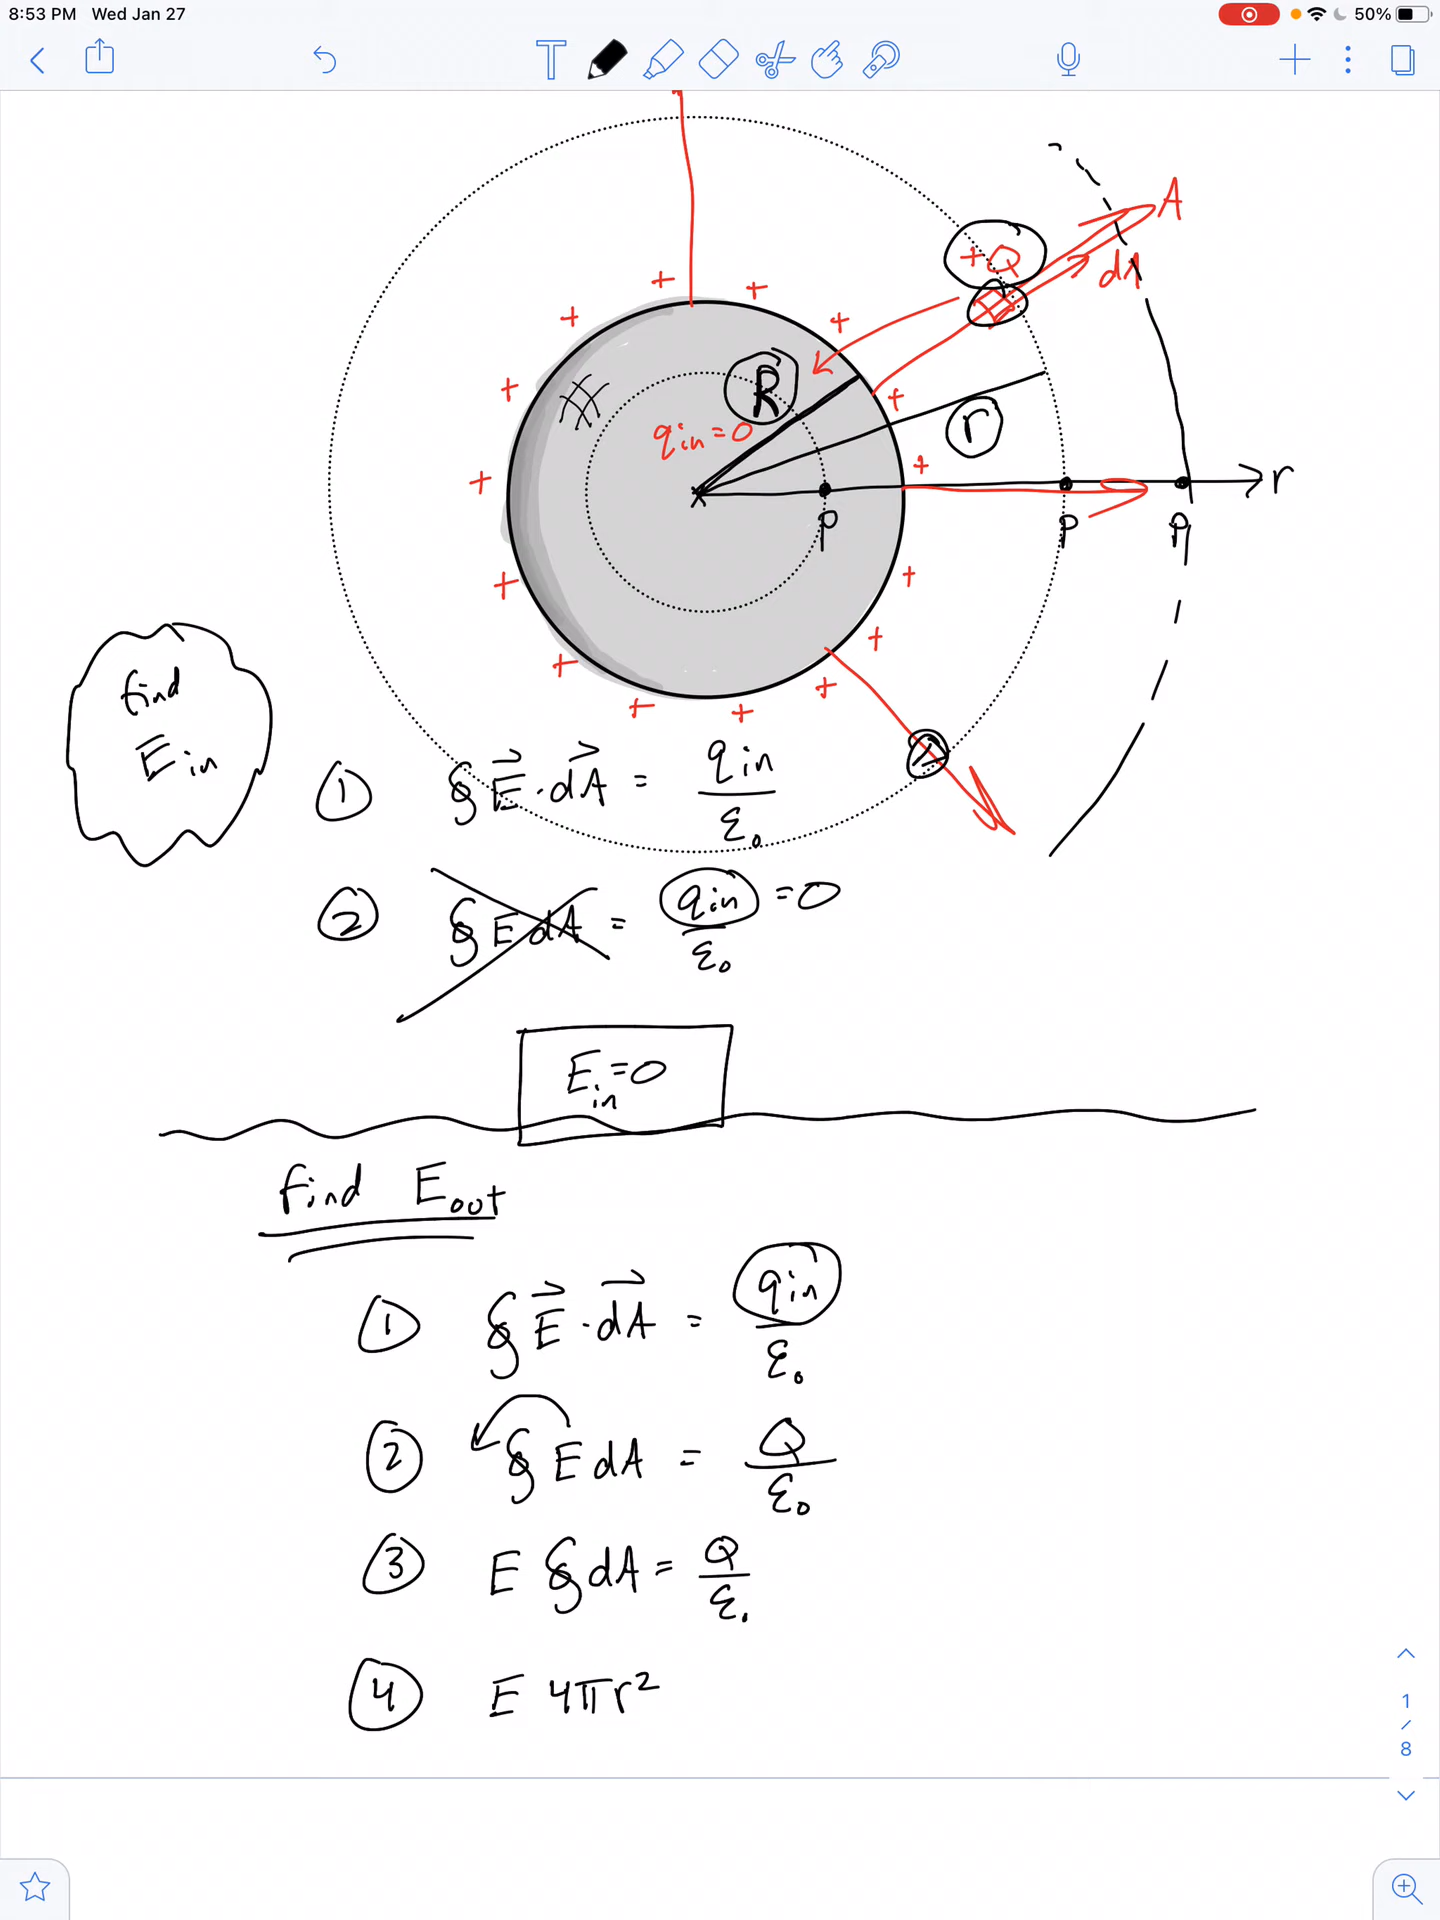 8:53 PM Wed Jan 27
50%
T
A
+Q
dA
+ + + + + + + + + + + + + + + + +
R
r
q in = 0
r
P
P
P1
find
E in
① ∮ E⃗ · dA⃗ = q in / ε₀
② ∮ E dA = q in / ε₀ = 0
E in = 0
find E out
① ∮ E⃗ · dA⃗ = q in / ε₀
② ∮ E dA = Q / ε₀
③ E ∮ dA = Q / ε₀
④ E 4πr²
1
/
8